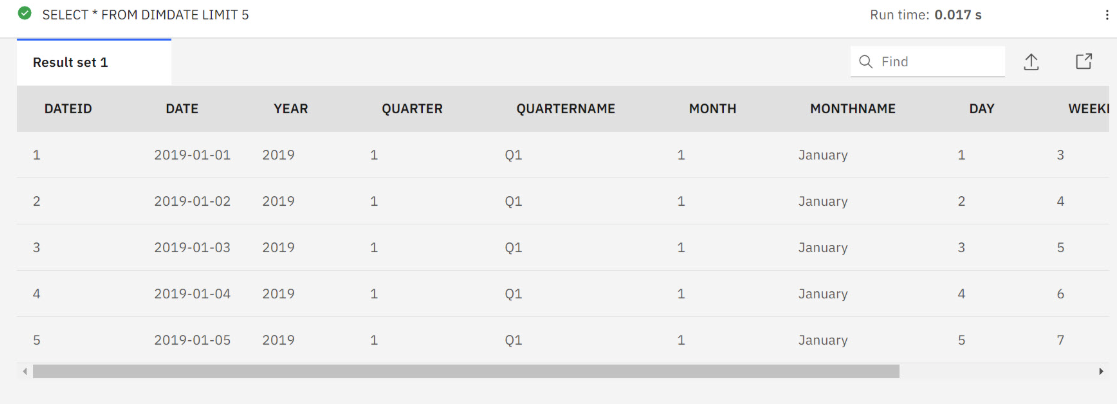 SELECT * FROM DIMDATE LIMIT 5 Run time: 0.017 s
Result set 1 Find
DATEID DATE YEAR QUARTER QUARTERNAME MONTH MONTHNAME DAY
1 2019-01-01 2019 1 Q1 1 January 1 3
2 2019-01-02 2019 1 Q1 1 January 2 4
3 2019-01-03 2019 1 Q1 1 January 3 5
4 2019-01-04 2019 1 Q1 1 January 4 6
5 2019-01-05 2019 1 Q1 1 January 5 7